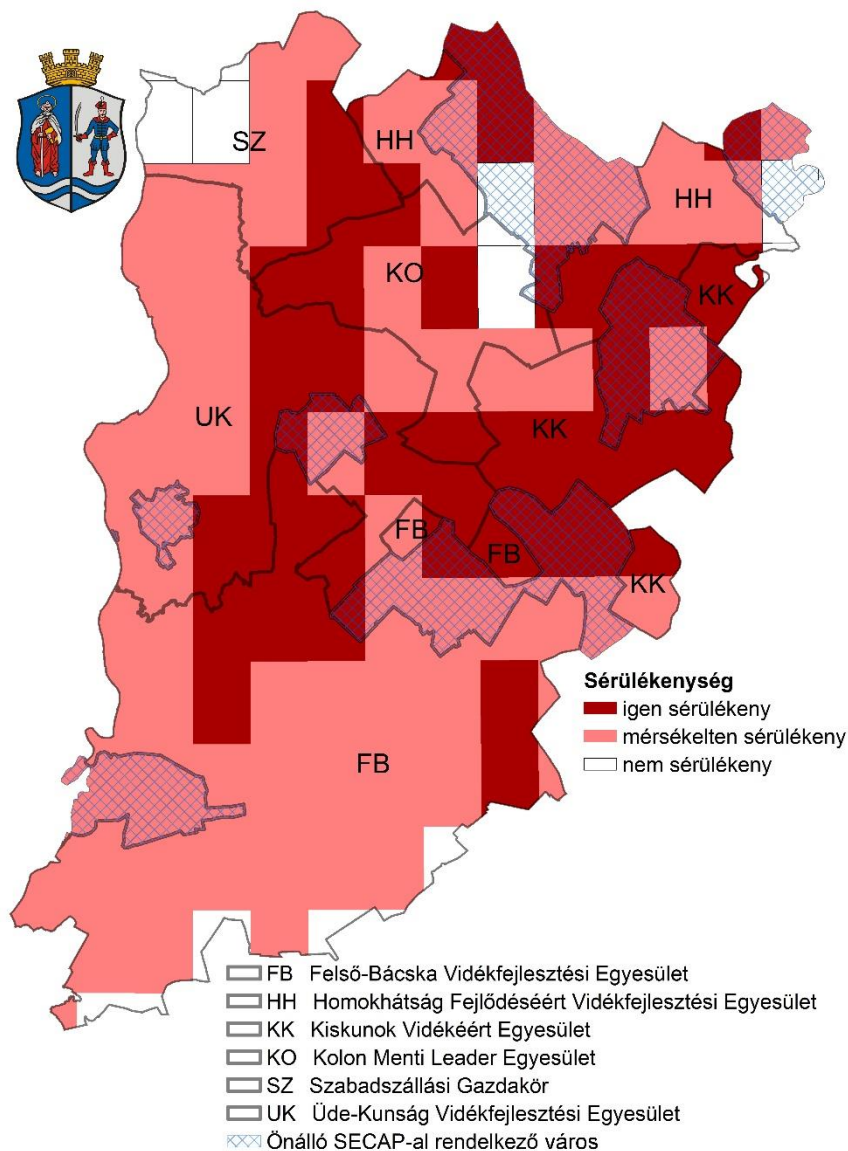 SZ
HH
HH
KO
KK
UK
KK
FB
FB
KK
Sérülékenység
igen sérülékeny
mérsékelten sérülékeny
nem sérülékeny
FB
FB Felső-Bácska Vidékfejlesztési Egyesület
HH Homokhátság Fejlődéséért Vidékfejlesztési Egyesület
KK Kiskunok Vidékéért Egyesület
KO Kolon Menti Leader Egyesület
SZ Szabadszállási Gazdakör
UK Üde-Kunság Vidékfejlesztési Egyesület
Önálló SECAP-al rendelkező város